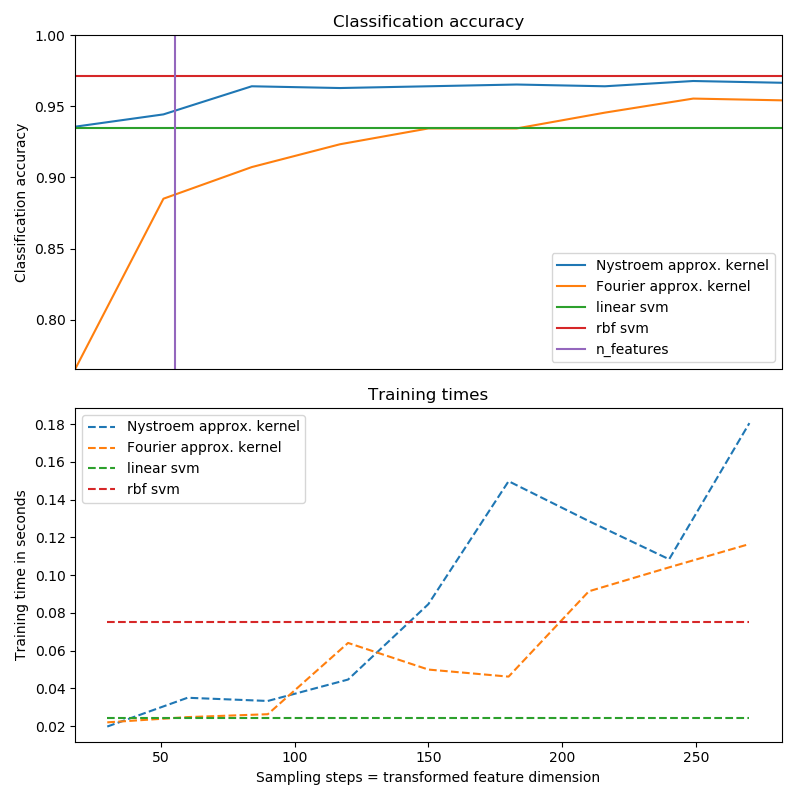 Classification accuracy
1.00
0.95
0.90
0.85
0.80
Classification accuracy
Nystroem approx. kernel
Fourier approx. kernel
linear svm
rbf svm
n_features
Training times
0.18
0.16
0.14
0.12
0.10
0.08
0.06
0.04
0.02
Training time in seconds
Nystroem approx. kernel
Fourier approx. kernel
linear svm
rbf svm
50 100 150 200 250
Sampling steps = transformed feature dimension